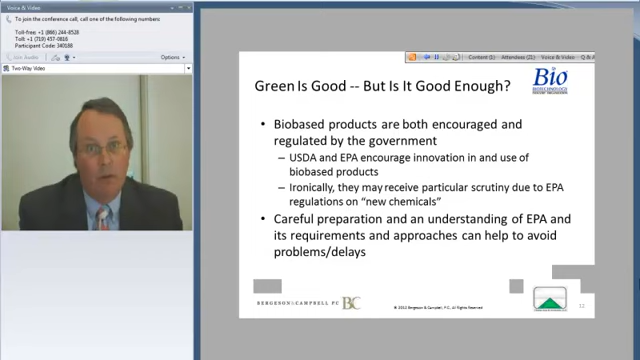 Voice & Video
To join the conference call, call one of the following numbers:
Toll-free: +1 (866) 244-8528
Toll: +1 (719) 457-0816
Participant Code: 340188
Join Audio
Options
Two-Way Video
Content (1)
Attendees (21)
Voice & Video
Q & A
Green Is Good -- But Is It Good Enough?
Bio
BIOTECHNOLOGY
• Biobased products are both encouraged and
regulated by the government
– USDA and EPA encourage innovation in and use of
biobased products
– Ironically, they may receive particular scrutiny due to EPA
regulations on “new chemicals”
• Careful preparation and an understanding of EPA and
its requirements and approaches can help to avoid
problems/delays
BERGESON & CAMPBELL PC
BC
© 2010 Bergeson & Campbell, P.C. All Rights Reserved
12